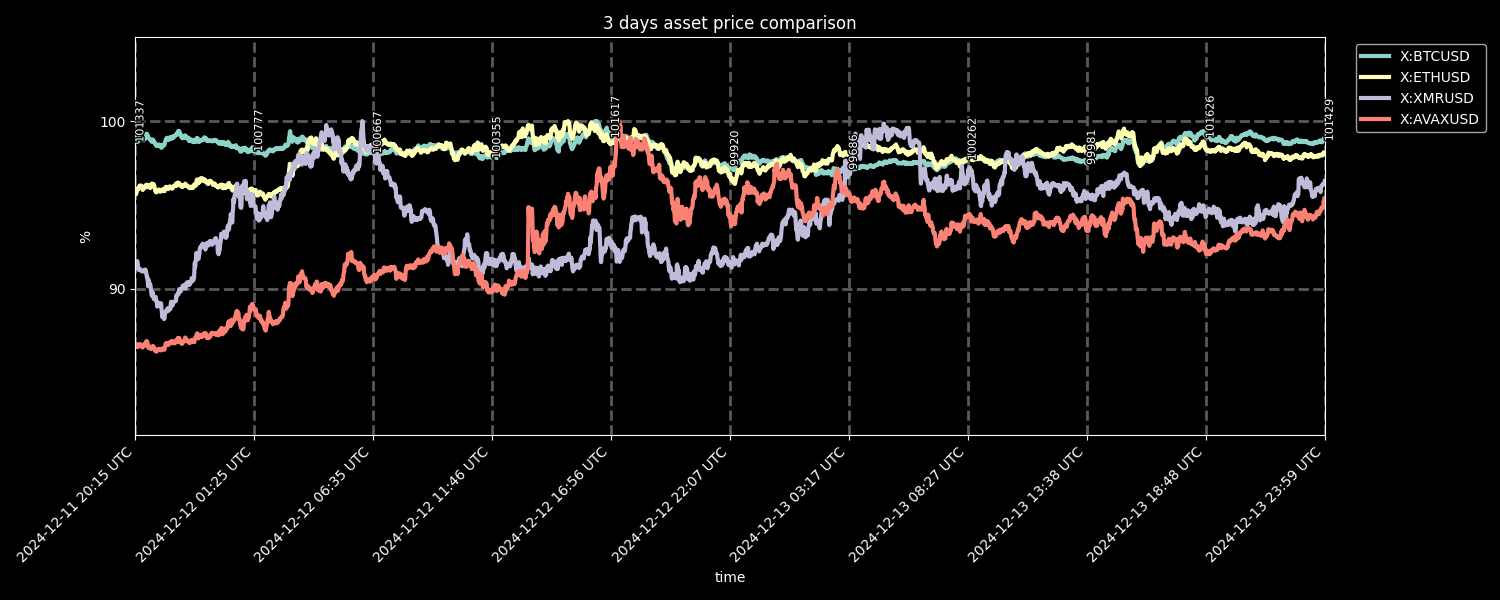 3 days asset price comparison
X:BTCUSD
X:ETHUSD
X:XMRUSD
X:AVAXUSD
%
100
90
101337
100777
100667
100355
101617
99920
99686
100262
99981
101626
101429
2024-12-11 20:15 UTC
2024-12-12 01:25 UTC
2024-12-12 06:35 UTC
2024-12-12 11:46 UTC
2024-12-12 16:56 UTC
2024-12-12 22:07 UTC
2024-12-13 03:17 UTC
2024-12-13 08:27 UTC
2024-12-13 13:38 UTC
2024-12-13 18:48 UTC
2024-12-13 23:59 UTC
time